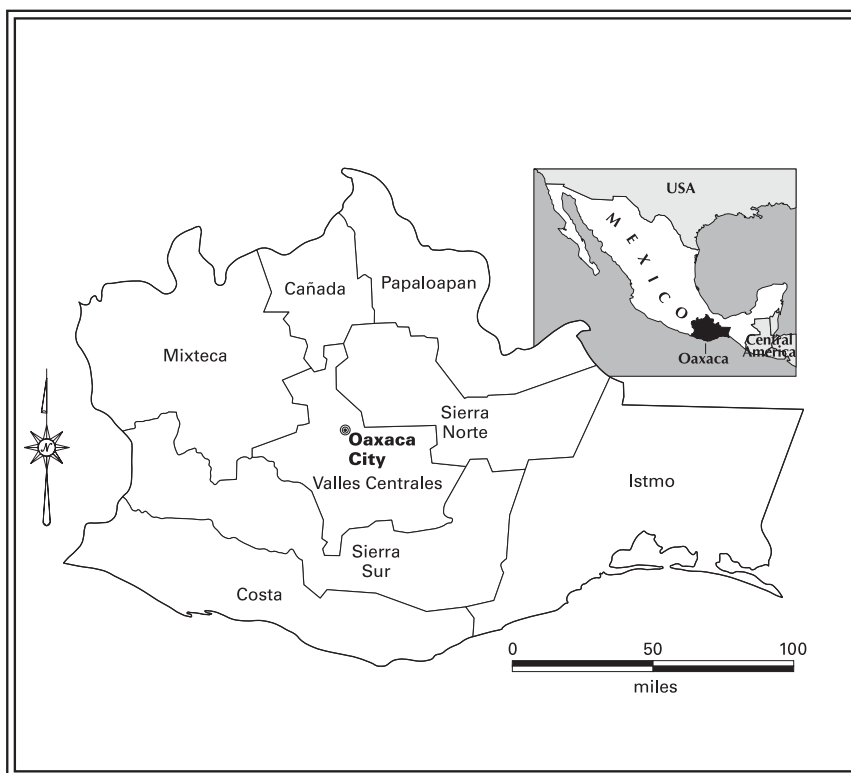 USA
MEXICO
Oaxaca
Central
America
Cañada
Papaloapan
Mixteca
Sierra
Norte
Oaxaca
City
Valles Centrales
Istmo
Sierra
Sur
Costa
N
0 50 100
miles